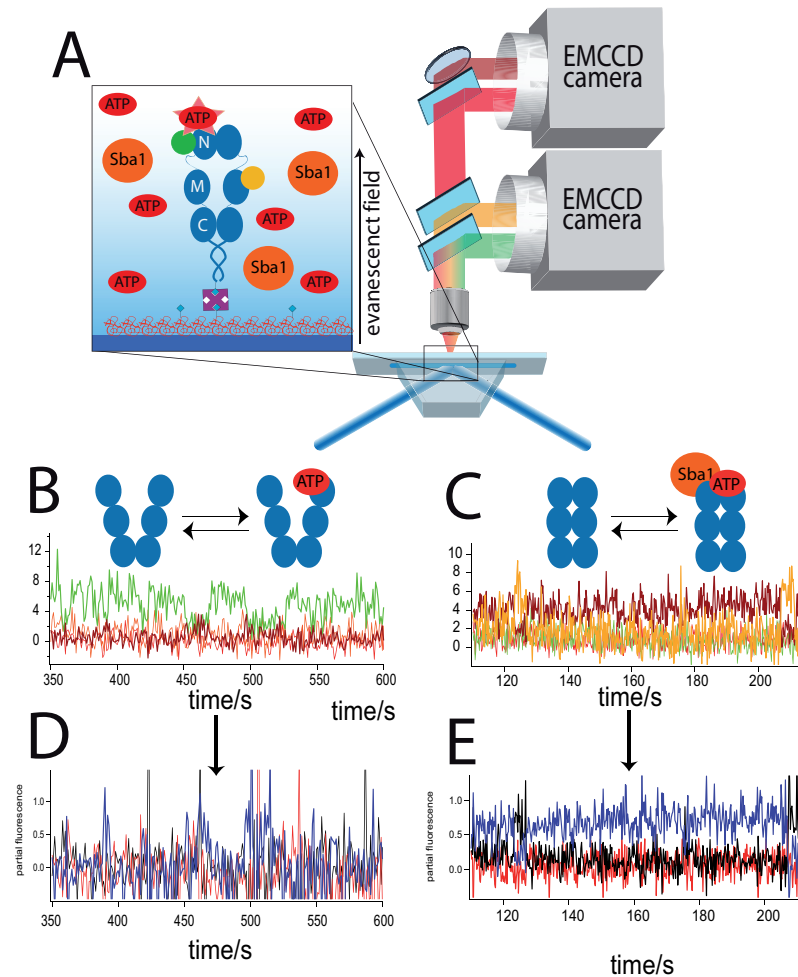 A
EMCCD
camera
EMCCD
camera
ATP
ATP
ATP
Sba1
N
Sba1
M
ATP
ATP
C
Sba1
ATP
ATP
evanescenct field
B
ATP
C
Sba1
ATP
12
8
4
0
350
400
450
500
550
600
time/s
time/s
10
8
6
4
2
0
120
140
160
180
200
time/s
D
partial fluorescence
1.0
0.5
0.0
350
400
450
500
550
600
time/s
E
partial fluorescence
1.0
0.5
0.0
120
140
160
180
200
time/s